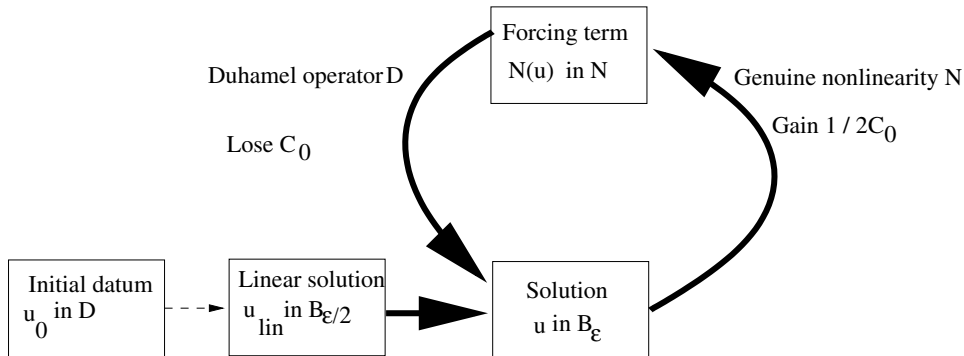 Forcing term
N(u) in N
Duhamel operator D
Lose C0
Genuine nonlinearity N
Gain 1 / 2C0
Initial datum
u0 in D
Linear solution
ulin in Bε/2
Solution
u in Bε